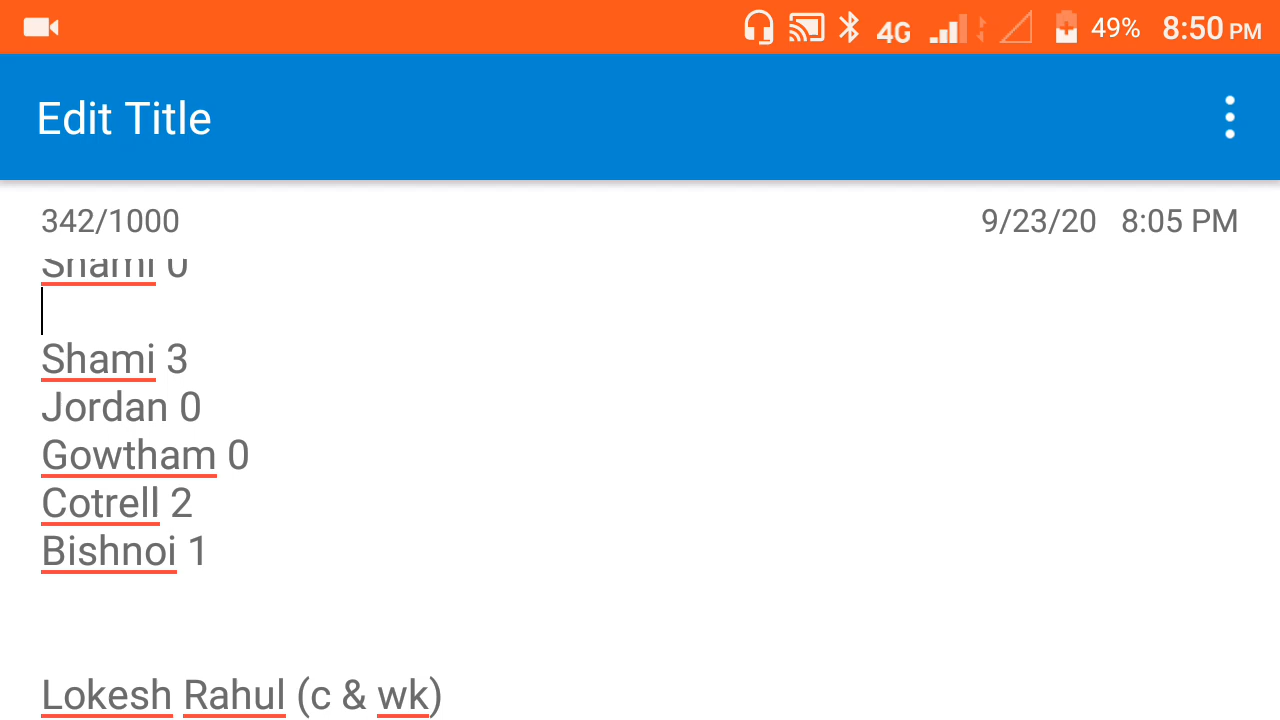 4G 49% 8:50 PM
Edit Title
342/1000 9/23/20 8:05 PM
Shami 0
Shami 3
Jordan 0
Gowtham 0
Cotrell 2
Bishnoi 1
Lokesh Rahul (c & wk)